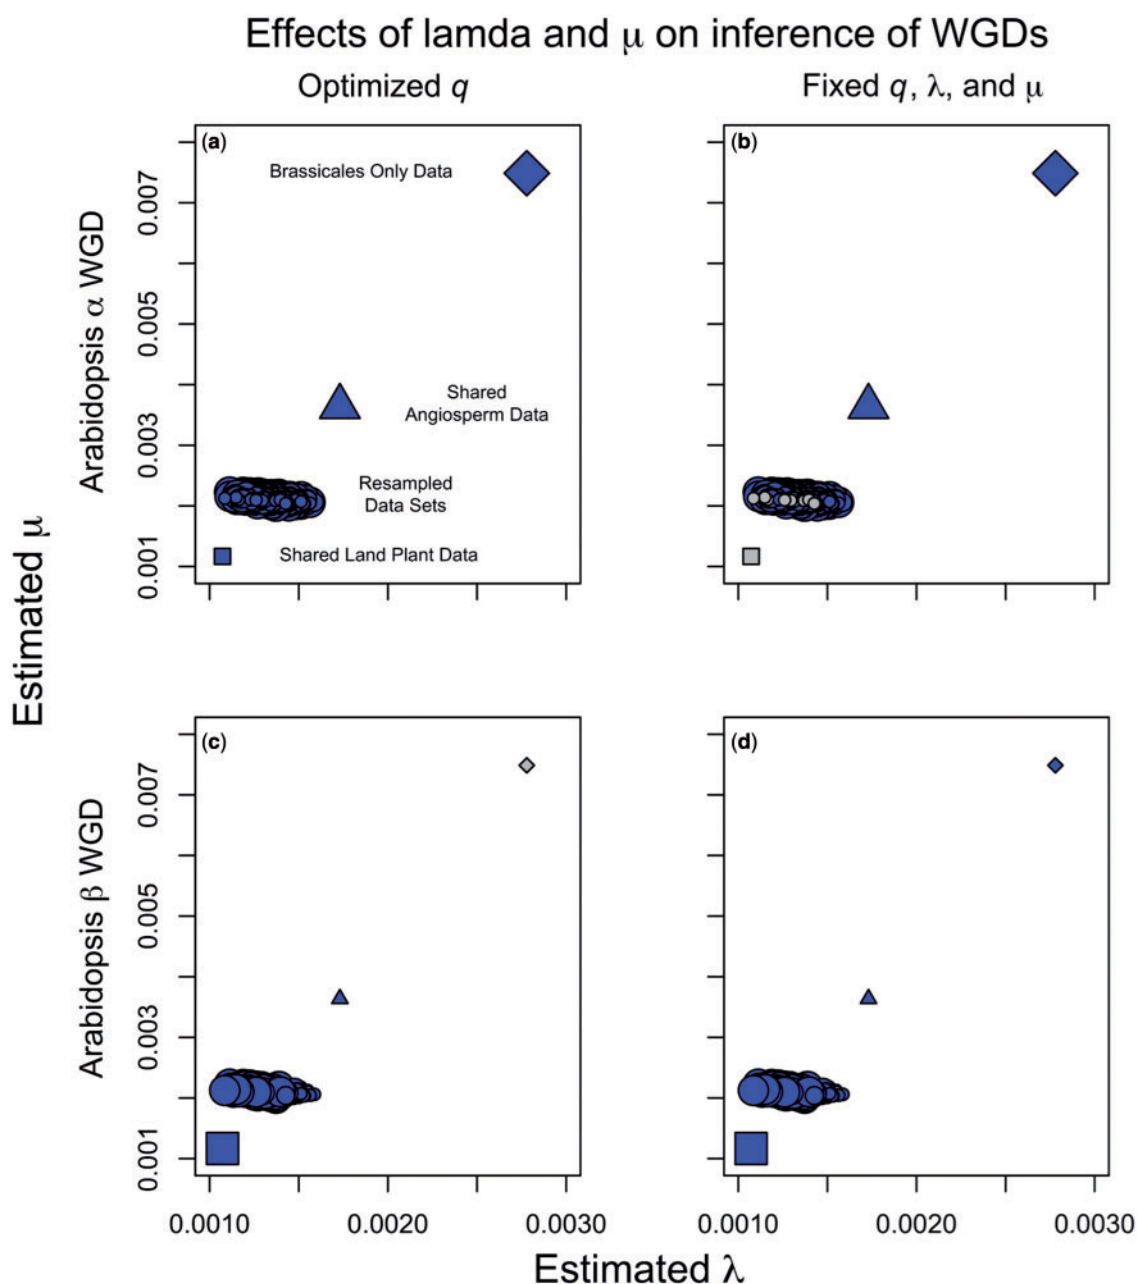 Effects of lamda and μ on inference of WGDs
Optimized q
Fixed q, λ, and μ
(a)
Brassicales Only Data
Shared
Angiosperm Data
Resampled
Data Sets
Shared Land Plant Data
Arabidopsis α WGD
0.007
0.005
0.003
0.001
(b)
Estimated μ
(c)
Arabidopsis β WGD
0.007
0.005
0.003
0.001
(d)
0.0010
0.0020
0.0030
0.0010
0.0020
0.0030
Estimated λ